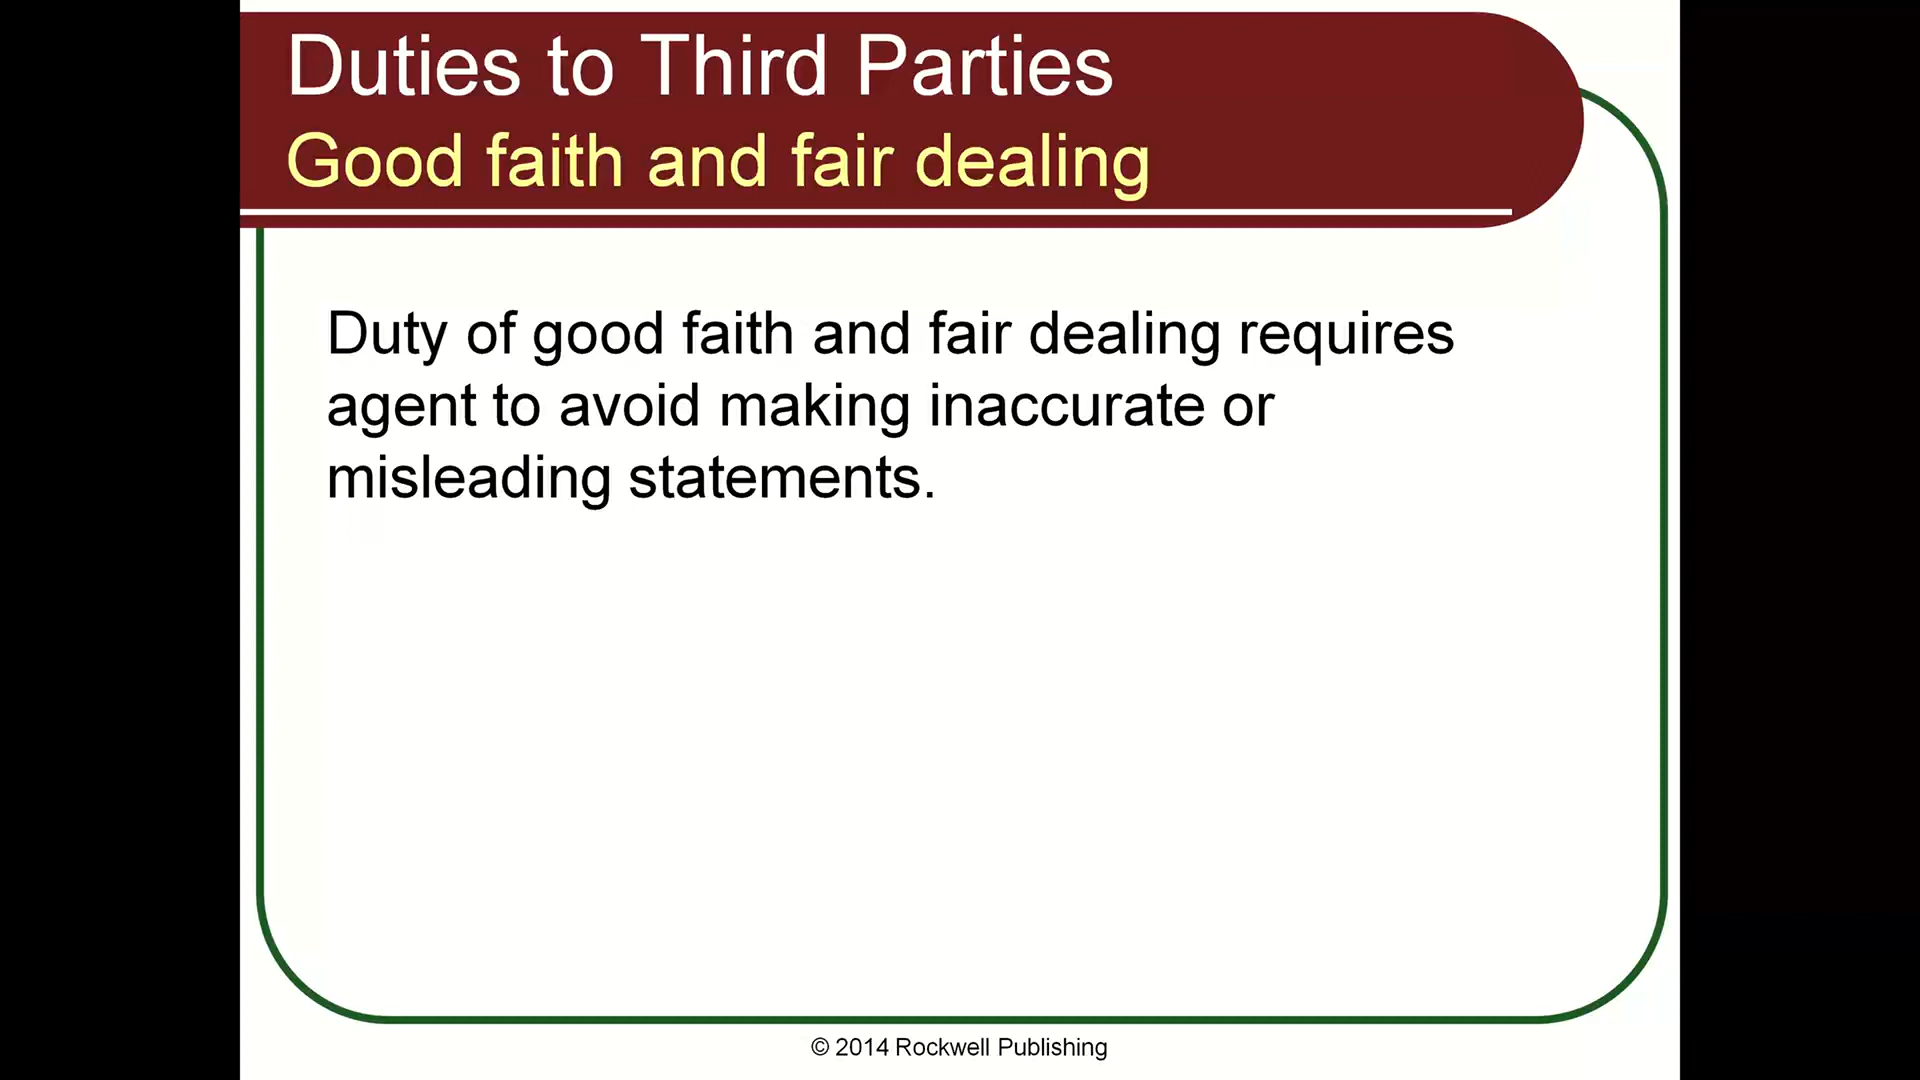 Duties to Third Parties
Good faith and fair dealing
Duty of good faith and fair dealing requires
agent to avoid making inaccurate or
misleading statements.
© 2014 Rockwell Publishing